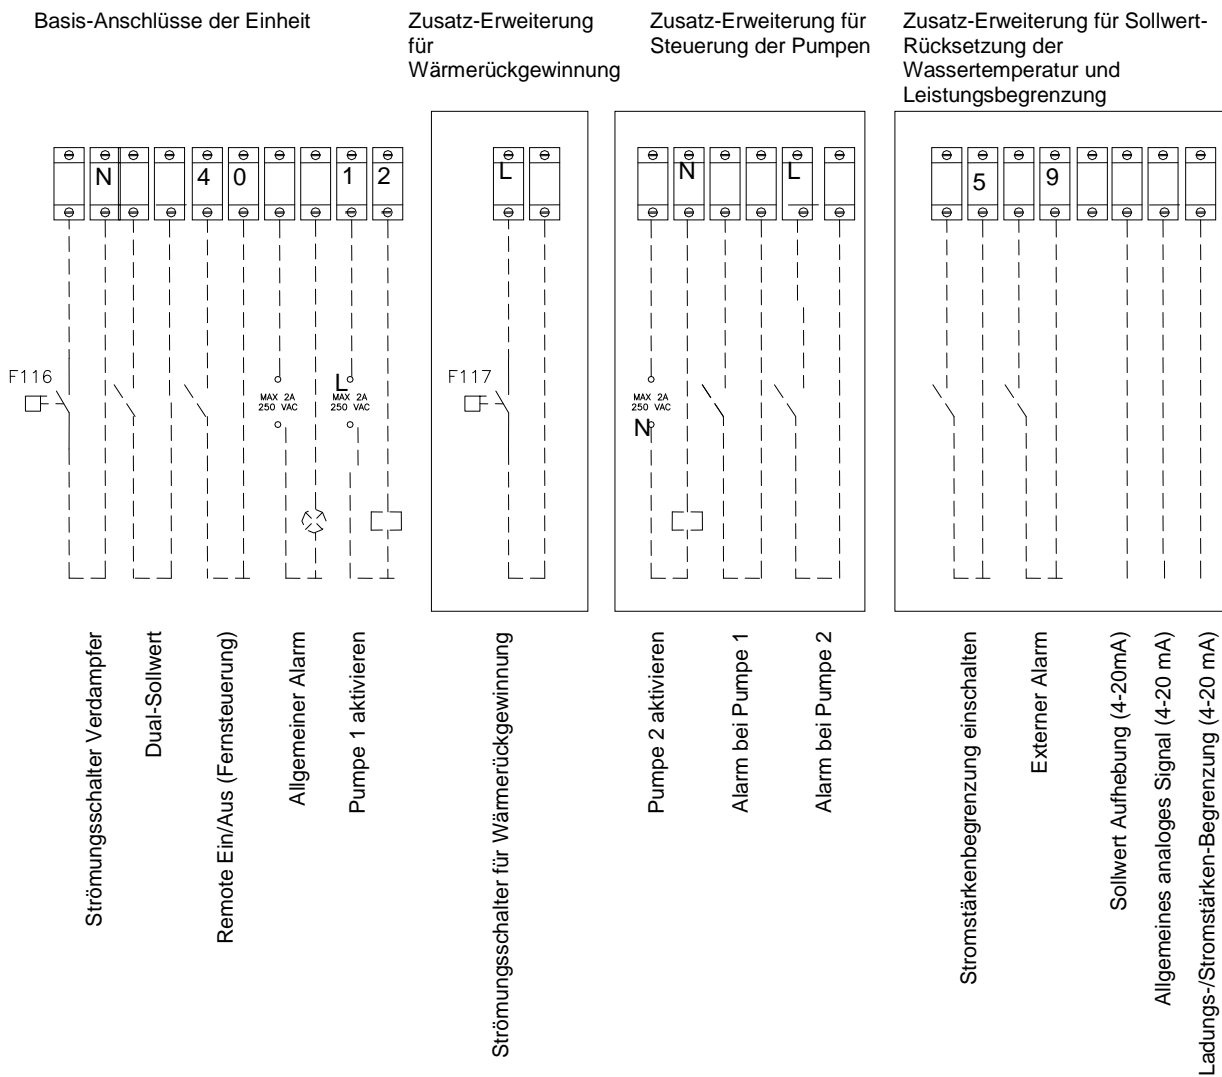 Basis-Anschlüsse der Einheit
Zusatz-Erweiterung
für
Wärmerückgewinnung
Zusatz-Erweiterung für
Steuerung der Pumpen
Zusatz-Erweiterung für Sollwert-
Rücksetzung der
Wassertemperatur und
Leistungsbegrenzung
N
4
0
1
2
L
N
L
5
9
F116
MAX 2A
250 VAC
L
MAX 2A
250 VAC
F117
MAX 2A
250 VAC
N
Strömungsschalter Verdampfer
Dual-Sollwert
Remote Ein/Aus (Fernsteuerung)
Allgemeiner Alarm
Pumpe 1 aktivieren
Strömungsschalter für Wärmerückgewinnung
Pumpe 2 aktivieren
Alarm bei Pumpe 1
Alarm bei Pumpe 2
Stromstärkenbegrenzung einschalten
Externer Alarm
Sollwert Aufhebung (4-20mA)
Allgemeines analoges Signal (4-20 mA)
Ladungs-/Stromstärken-Begrenzung (4-20 mA)